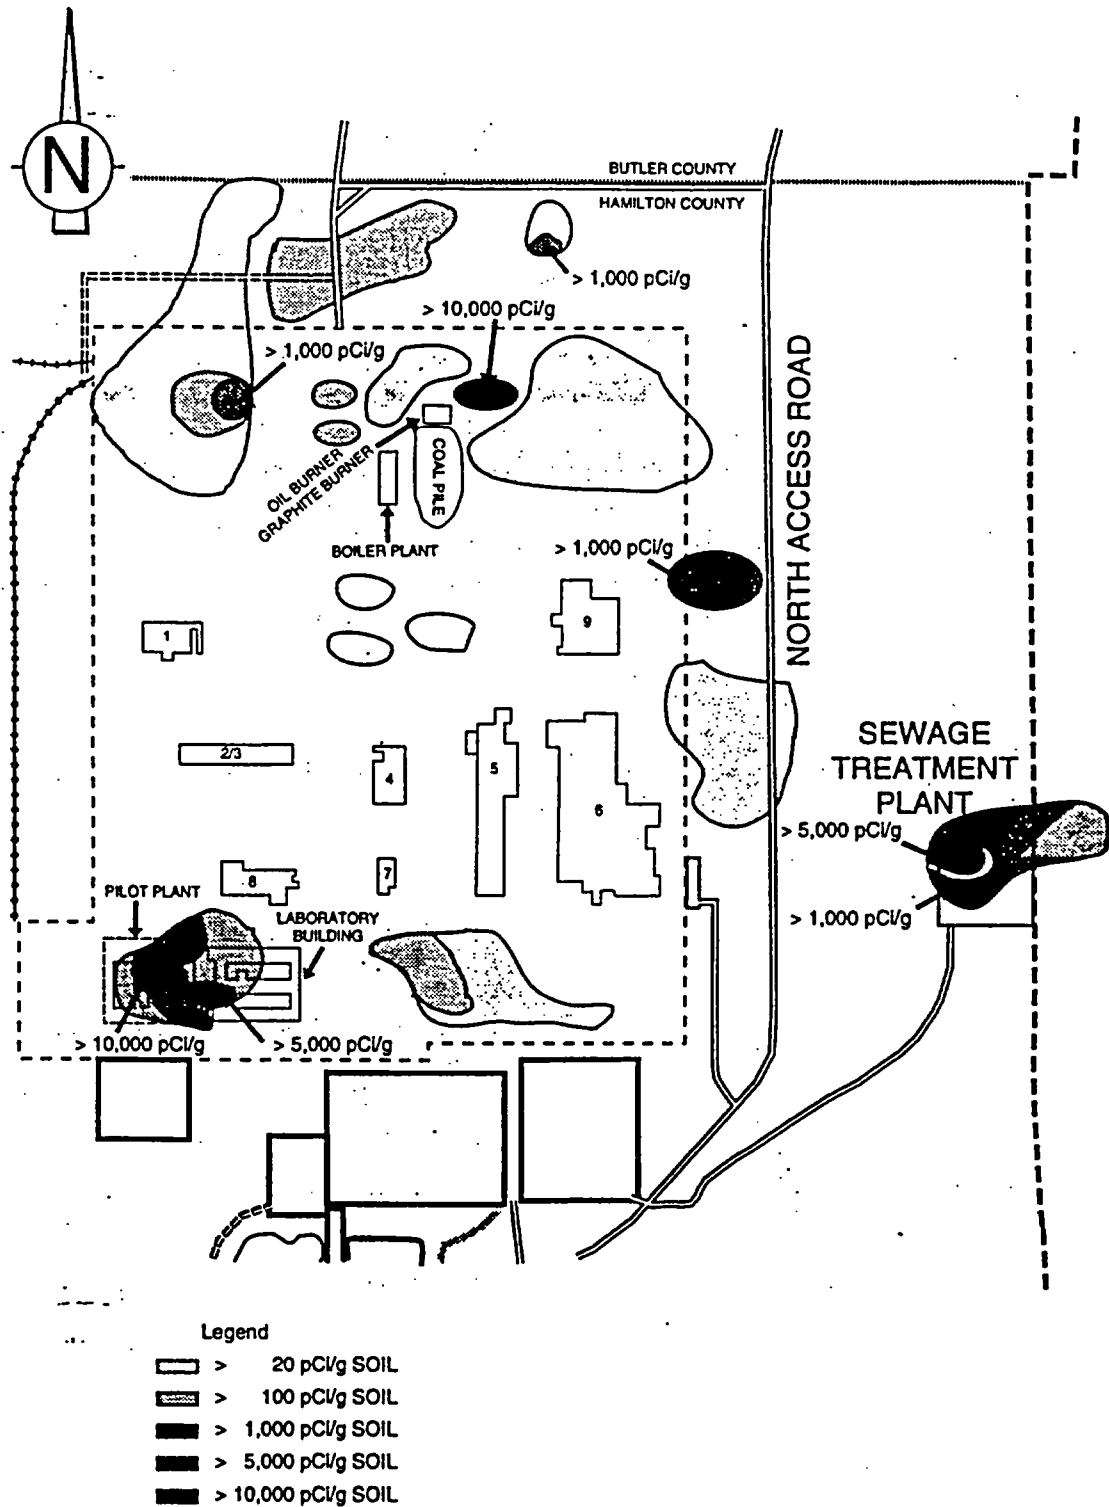 N
BUTLER COUNTY
HAMILTON COUNTY
> 1,000 pCi/g
> 10,000 pCi/g
> 1,000 pCi/g
OIL BURNER
GRAPHITE BURNER
COAL PILE
BOILER PLANT
> 1,000 pCi/g
NORTH ACCESS ROAD
1
9
2/3
4
5
6
SEWAGE
TREATMENT
PLANT
> 5,000 pCi/g
8
7
PILOT PLANT
LABORATORY
BUILDING
> 1,000 pCi/g
> 10,000 pCi/g
> 5,000 pCi/g
Legend
> 20 pCi/g SOIL
> 100 pCi/g SOIL
> 1,000 pCi/g SOIL
> 5,000 pCi/g SOIL
> 10,000 pCi/g SOIL